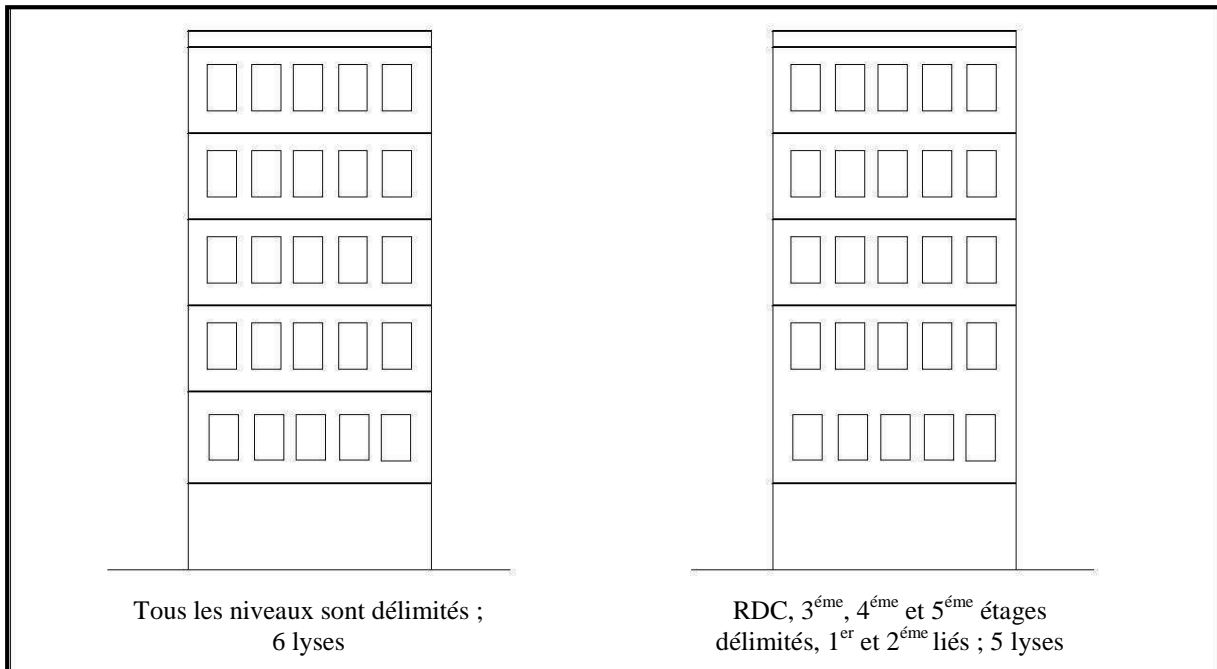 Tous les niveaux sont délimités ;
6 lyses
RDC, 3éme, 4éme et 5éme étages
délimités, 1er et 2éme liés ; 5 lyses